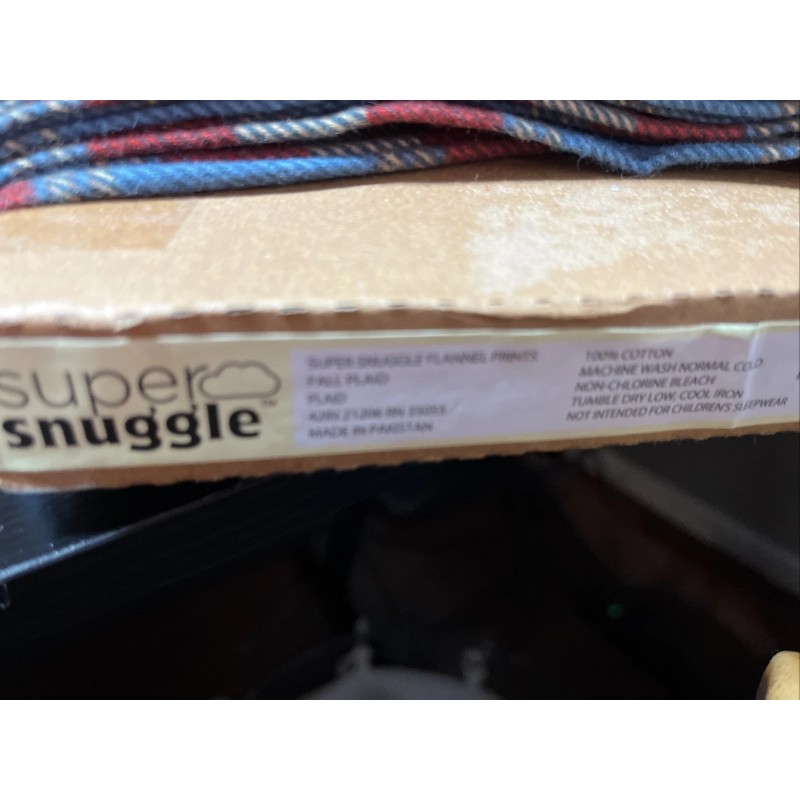 super
snuggle™
SUPER SNUGGLE FLANNEL PRINTS
FALL PLAID
PLAID
MADE IN PAKISTAN
100% COTTON
MACHINE WASH NORMAL COLD
NON-CHLORINE BLEACH
TUMBLE DRY LOW, COOL IRON
NOT INTENDED FOR CHILDREN'S SLEEPWEAR